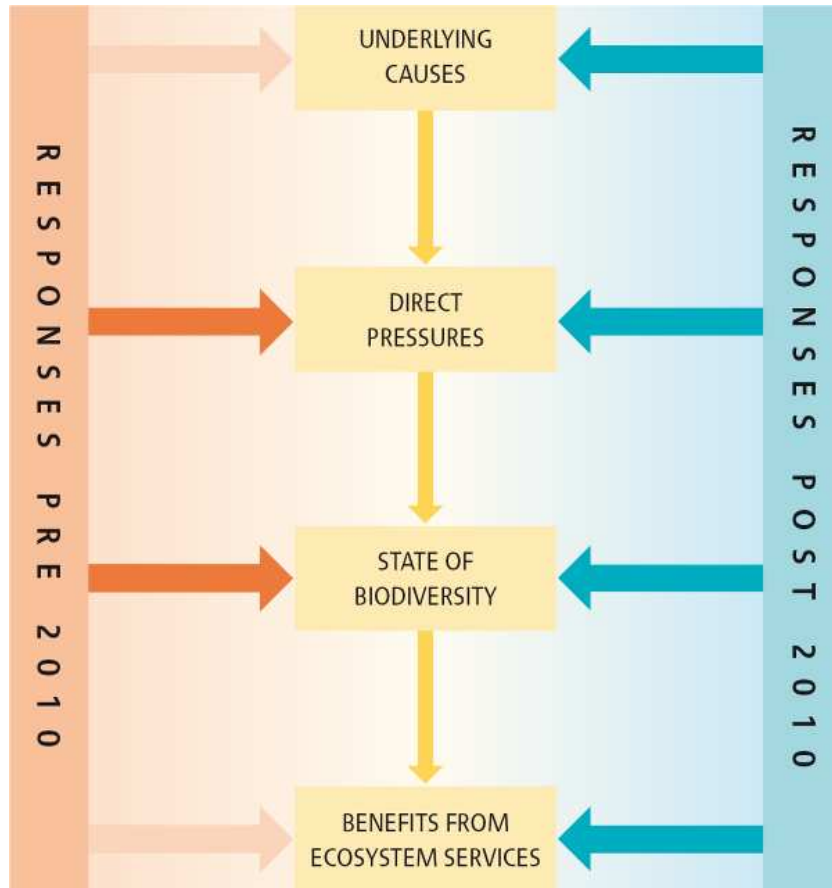 RESPONSES PRE 2010
UNDERLYING
CAUSES
DIRECT
PRESSURES
STATE OF
BIODIVERSITY
BENEFITS FROM
ECOSYSTEM SERVICES
RESPONSES POST 2010